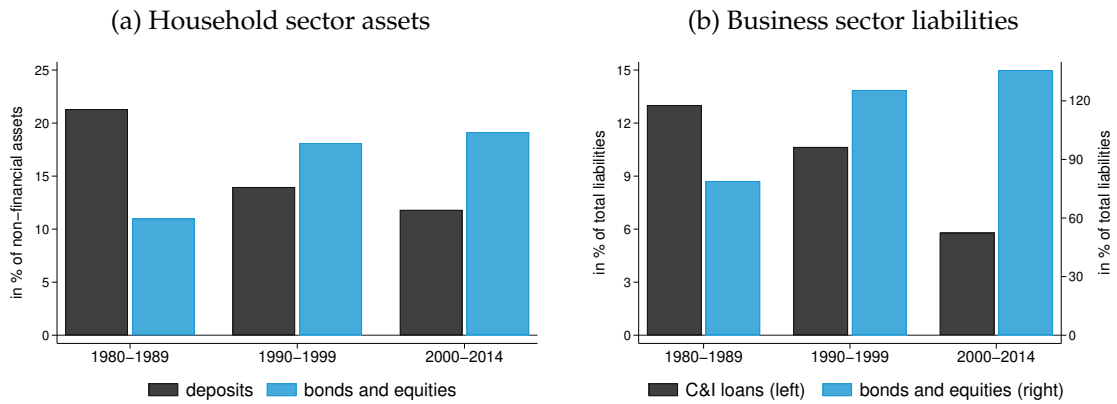 (a) Household sector assets
in % of non−financial assets
25
20
15
10
5
0
1980−1989
1990−1999
2000−2014
deposits
bonds and equities
(b) Business sector liabilities
in % of total liabilities
15
12
9
6
3
0
120
90
60
30
0
in % of total liabilities
1980−1989
1990−1999
2000−2014
C&I loans (left)
bonds and equities (right)